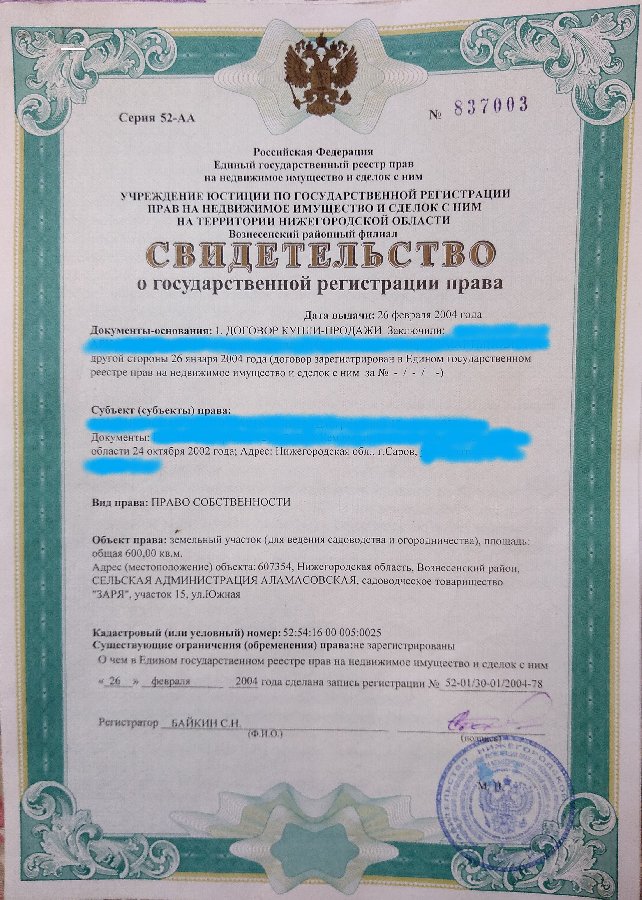 Серия 52-АА
№ 837003
Российская Федерация
Единый государственный реестр прав
на недвижимое имущество и сделок с ним
УЧРЕЖДЕНИЕ ЮСТИЦИИ ПО ГОСУДАРСТВЕННОЙ РЕГИСТРАЦИИ
ПРАВ НА НЕДВИЖИМОЕ ИМУЩЕСТВО И СДЕЛОК С НИМ
НА ТЕРРИТОРИИ НИЖЕГОРОДСКОЙ ОБЛАСТИ
Вознесенский районный филиал
СВИДЕТЕЛЬСТВО
о государственной регистрации права
Дата выдачи: 26 февраля 2004 года
Документы-основания: 1. ДОГОВОР КУПЛИ-ПРОДАЖИ Заключили:
другой стороны 26 января 2004 года (договор зарегистрирован в Едином государственном
реестре прав на недвижимое имущество и сделок с ним за № - / - / - -)
Субъект (субъекты) права:
Документы:
области 24 октября 2002 года; Адрес: Нижегородская обл., г.Саров,
Вид права: ПРАВО СОБСТВЕННОСТИ
Объект права: земельный участок (для ведения садоводства и огородничества), площадь:
общая 600,00 кв.м.
Адрес (местоположение) объекта: 607354, Нижегородская область, Вознесенский район,
СЕЛЬСКАЯ АДМИНИСТРАЦИЯ АЛАМАСОВСКАЯ, садоводческое товарищество
"ЗАРЯ", участок 15, ул.Южная
Кадастровый (или условный) номер: 52:54:16 00 005:0025
Существующие ограничения (обременения) права:не зарегистрированы
О чем в Едином государственном реестре прав на недвижимое имущество и сделок с ним
« 26 » февраля 2004 года сделана запись регистрации № 52-01/30-01/2004-78
Регистратор БАЙКИН С.Н.
(Ф.И.О.)
(подпись)
М.П.